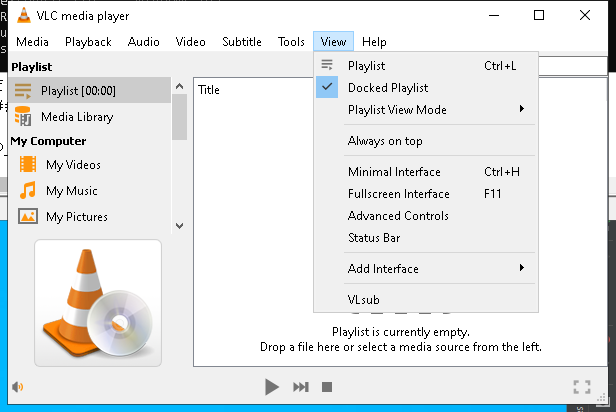 VLC media player
Media Playback Audio Video Subtitle Tools View Help
Playlist
Playlist [00:00]
Media Library
My Computer
My Videos
My Music
My Pictures
Title
Playlist Ctrl+L
Docked Playlist
Playlist View Mode
Always on top
Minimal Interface Ctrl+H
Fullscreen Interface F11
Advanced Controls
Status Bar
Add Interface
VLsub
Playlist is currently empty.
Drop a file here or select a media source from the left.